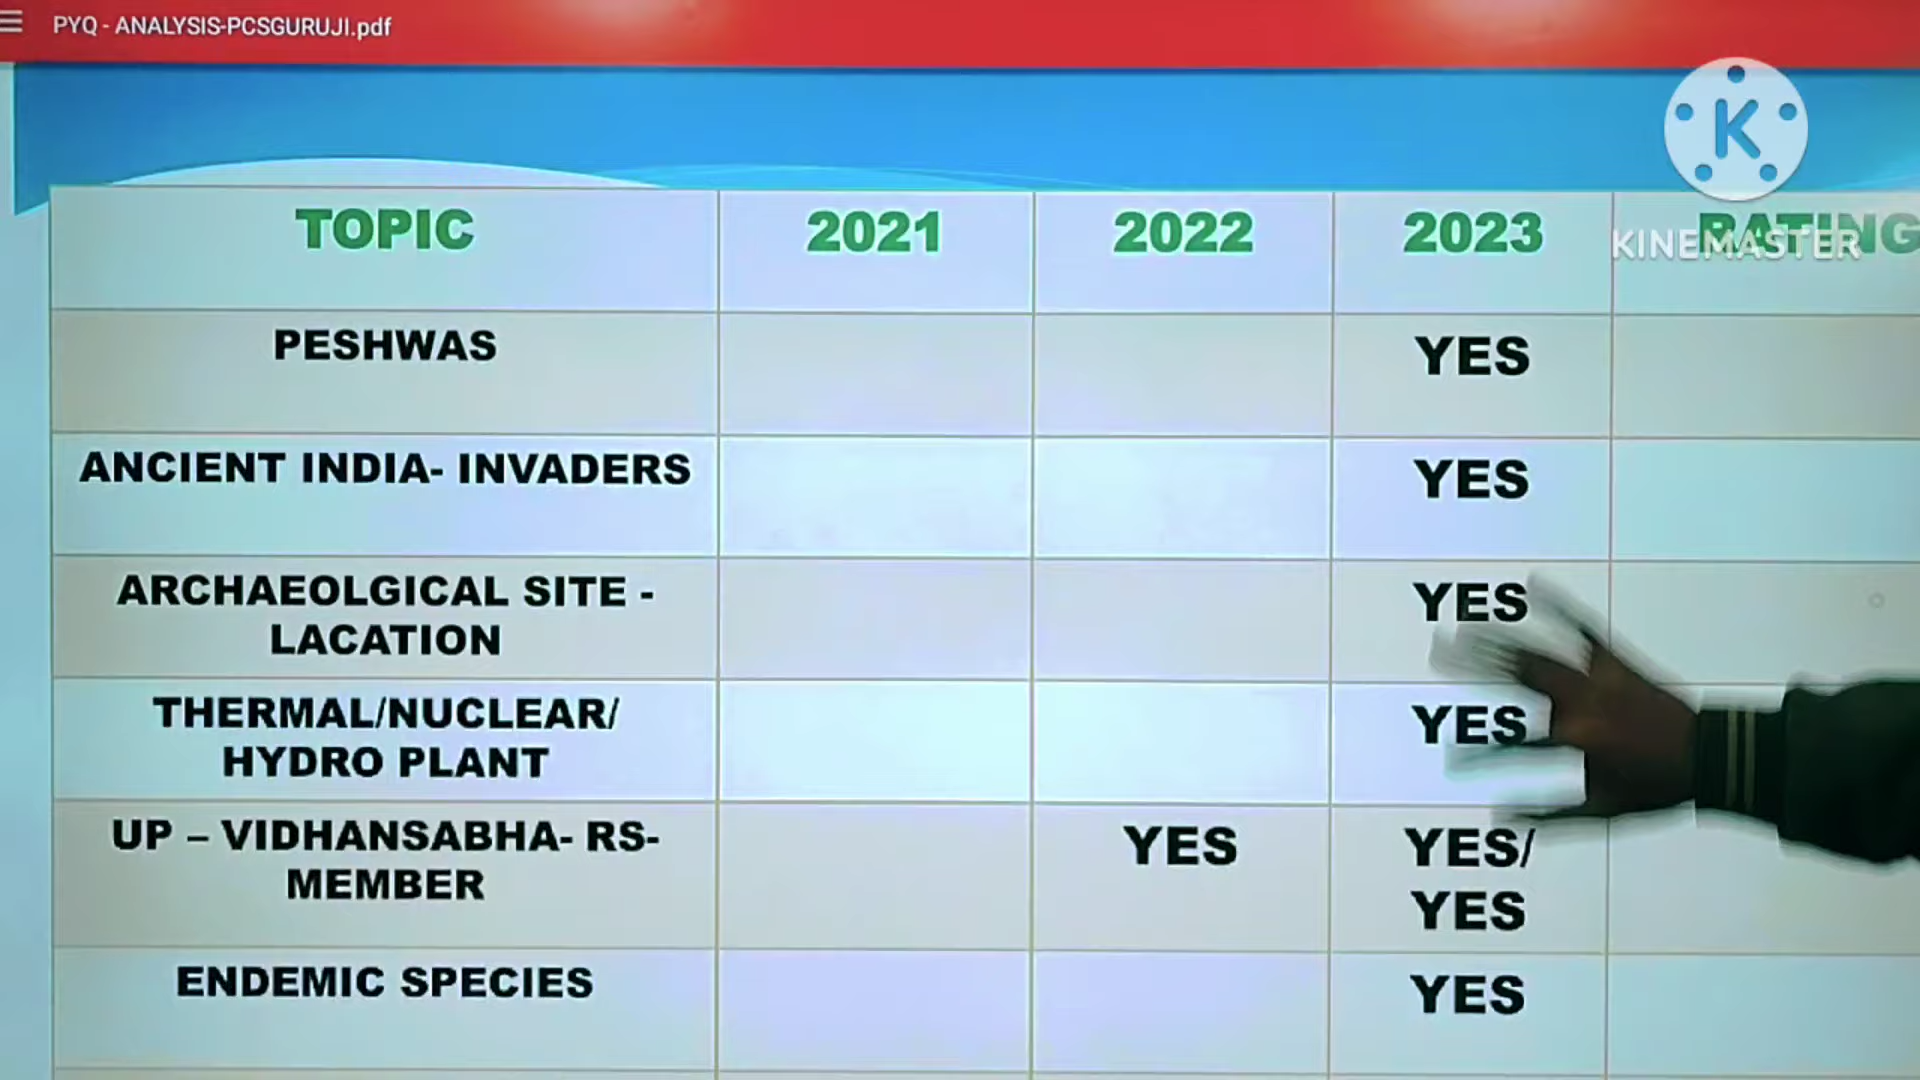 PYQ - ANALYSIS-PCSGURUJI.pdf
K
KINEMASTER
TOPIC 2021 2022 2023 RATING
PESHWAS YES
ANCIENT INDIA- INVADERS YES
ARCHAEOLGICAL SITE - YES
LACATION
THERMAL/NUCLEAR/ YES
HYDRO PLANT
UP – VIDHANSABHA- RS- YES YES/
MEMBER YES
ENDEMIC SPECIES YES